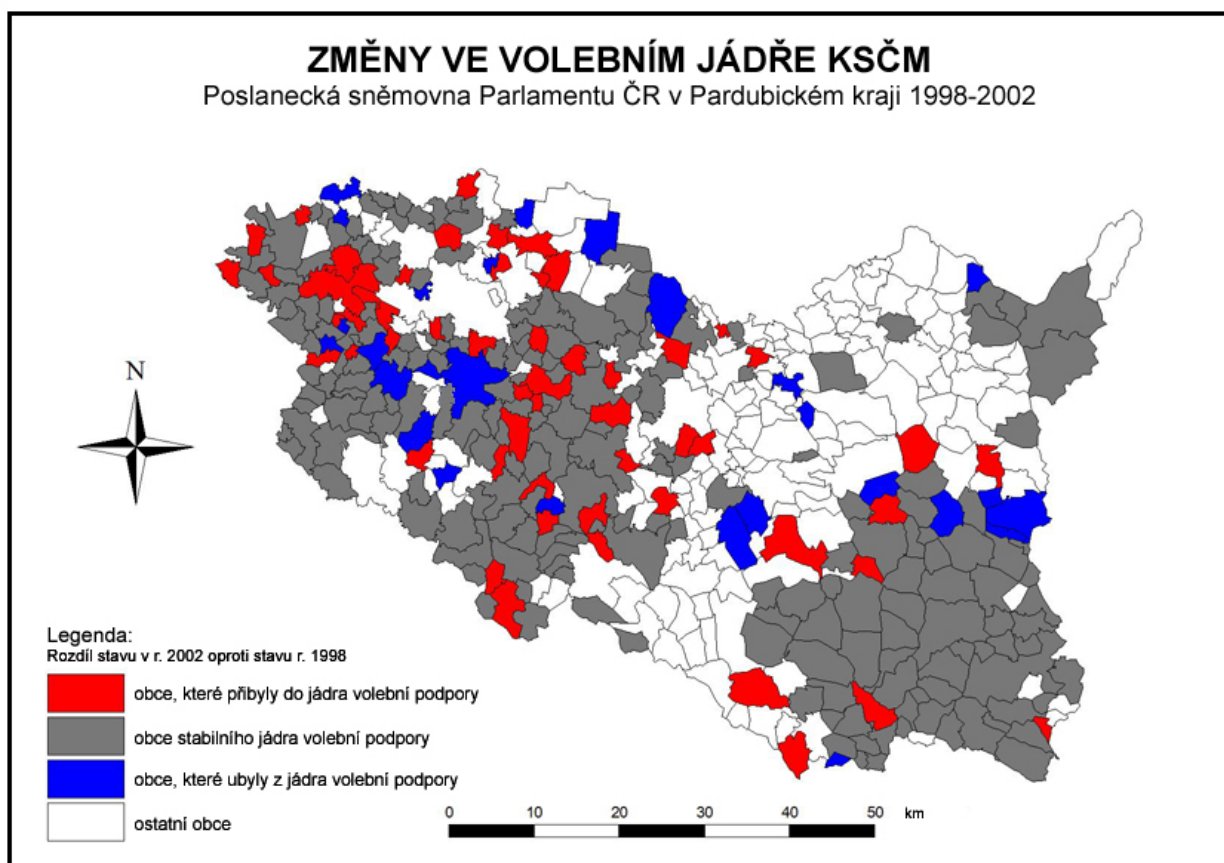 ZMĚNY VE VOLEBNÍM JÁDŘE KSČM
Poslanecká sněmovna Parlamentu ČR v Pardubickém kraji 1998-2002
N
Legenda:
Rozdíl stavu v r. 2002 oproti stavu r. 1998
obce, které přibyly do jádra volební podpory
obce stabilního jádra volební podpory
obce, které ubyly z jádra volební podpory
ostatní obce
0 10 20 30 40 50 km